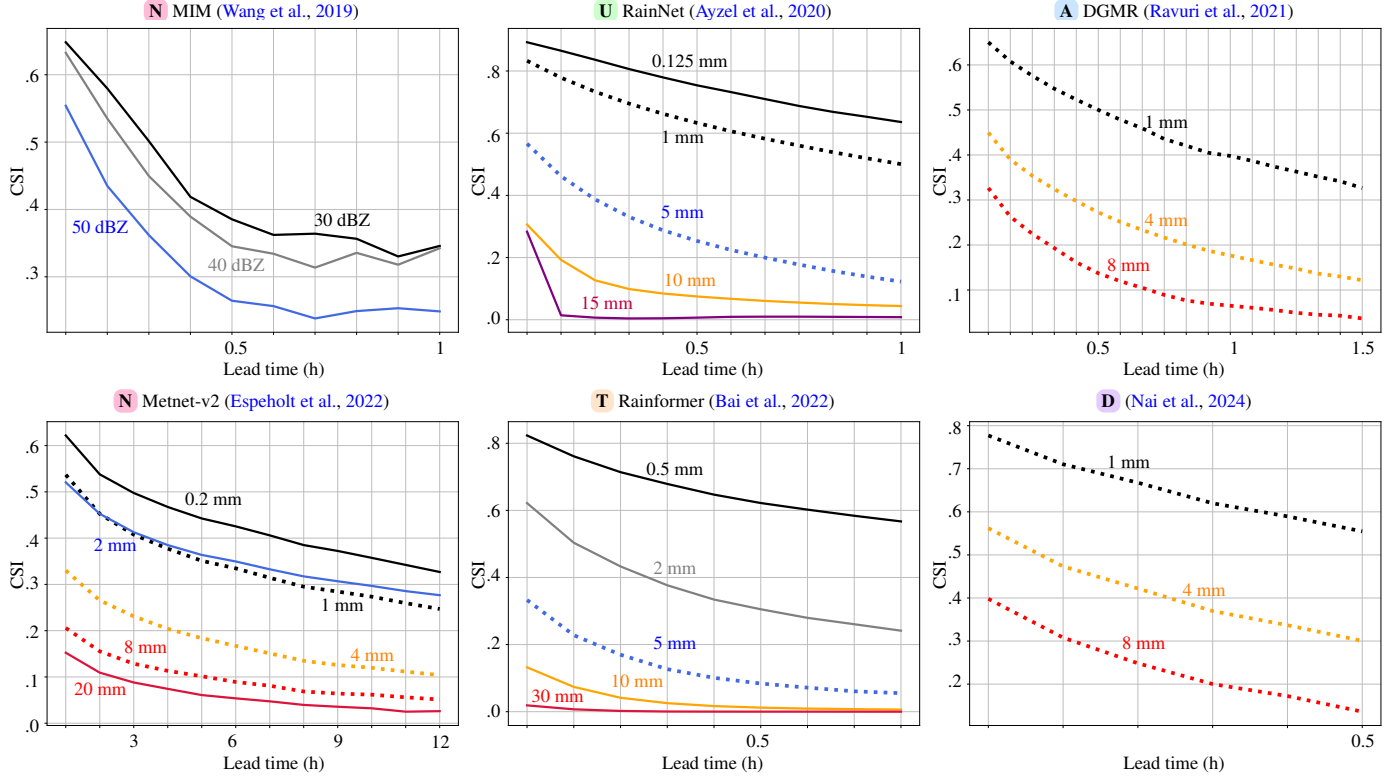 N MIM (Wang et al., 2019)
CSI
.6
.5
.4
.3
30 dBZ
50 dBZ
40 dBZ
0.5
1
Lead time (h)
U RainNet (Ayzel et al., 2020)
CSI
.8
.6
.4
.2
.0
0.125 mm
1 mm
5 mm
10 mm
15 mm
0.5
1
Lead time (h)
A DGMR (Ravuri et al., 2021)
CSI
.6
.5
.4
.3
.2
.1
1 mm
4 mm
8 mm
0.5
1
1.5
Lead time (h)
N Metnet-v2 (Espeholt et al., 2022)
CSI
.6
.5
.4
.3
.2
.1
.0
0.2 mm
2 mm
1 mm
8 mm
4 mm
20 mm
3
6
9
12
Lead time (h)
T Rainformer (Bai et al., 2022)
CSI
.8
.6
.4
.2
.0
0.5 mm
2 mm
5 mm
10 mm
30 mm
0.5
Lead time (h)
D (Nai et al., 2024)
CSI
.8
.7
.6
.5
.4
.3
.2
1 mm
4 mm
8 mm
0.5
Lead time (h)